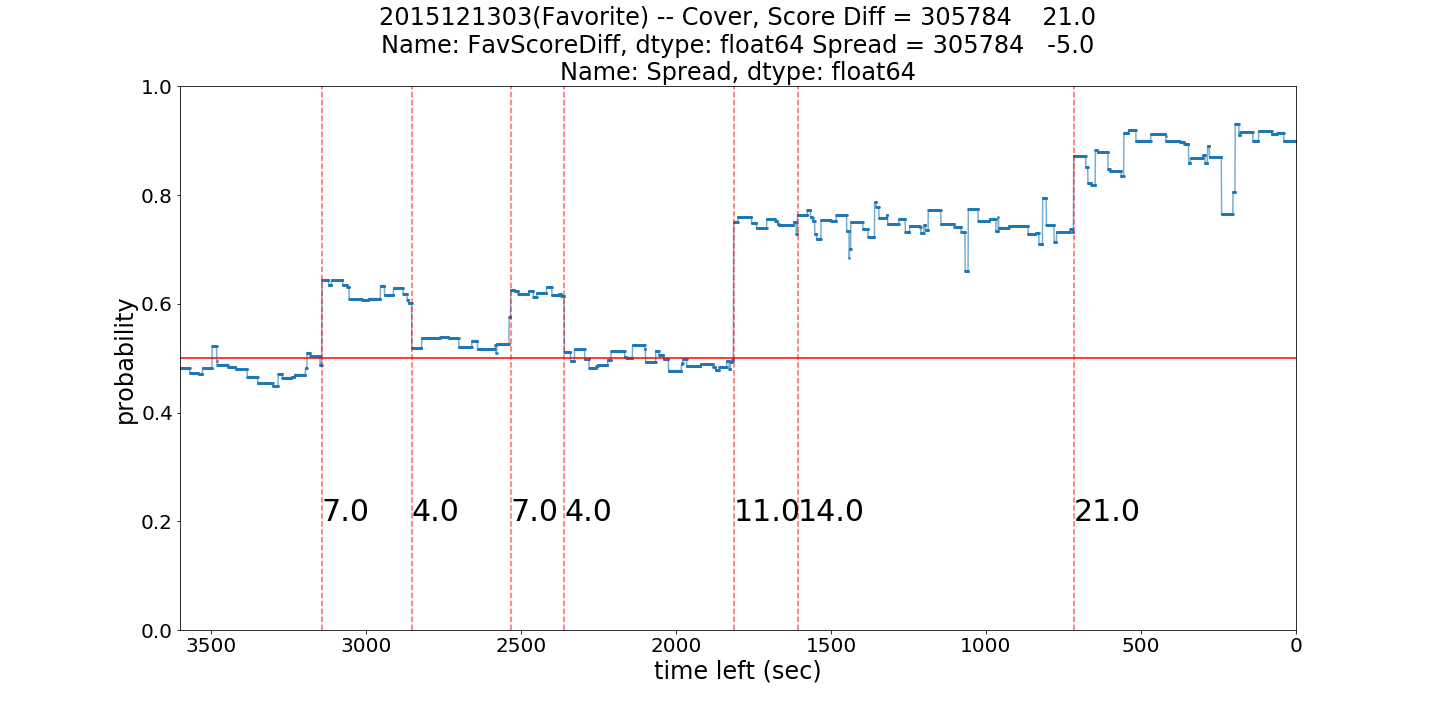 2015121303(Favorite) -- Cover, Score Diff = 305784    21.0
Name: FavScoreDiff, dtype: float64 Spread = 305784   -5.0
Name: Spread, dtype: float64
1.0
0.8
0.6
0.4
0.2
0.0
probability
7.0 4.0 7.0 4.0 11.0 14.0 21.0
3500 3000 2500 2000 1500 1000 500 0
time left (sec)